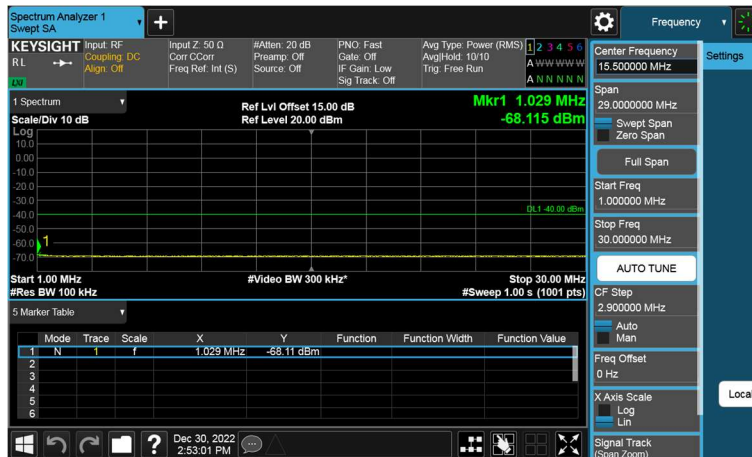 Spectrum Analyzer 1
Swept SA
Frequency
KEYSIGHT
RL
LXI
Input: RF
Coupling: DC
Align: Off
Input Z: 50 Ω
Corr CCorr
Freq Ref: Int (S)
#Atten: 20 dB
Preamp: Off
Source: Off
PNO: Fast
Gate: Off
IF Gain: Low
Sig Track: Off
Avg Type: Power (RMS)
Avg|Hold: 10/10
Trig: Free Run
1 2 3 4 5 6
A W W W W W
A N N N N N
1 Spectrum
Scale/Div 10 dB
Ref Lvl Offset 15.00 dB
Ref Level 20.00 dBm
Mkr1 1.029 MHz
-68.115 dBm
Log
10.0
0.00
-10.0
-20.0
-30.0
-40.0
DL1 -40.00 dBm
-50.0
-60.0
1
-70.0
Start 1.00 MHz
#Video BW 300 kHz*
Stop 30.00 MHz
#Res BW 100 kHz
#Sweep 1.00 s (1001 pts)
5 Marker Table
Mode Trace Scale X Y Function Function Width Function Value
1 N 1 f 1.029 MHz -68.11 dBm
2
3
4
5
6
Dec 30, 2022
2:53:01 PM
Center Frequency
15.500000 MHz
Settings
Span
29.0000000 MHz
Swept Span
Zero Span
Full Span
Start Freq
1.000000 MHz
Stop Freq
30.000000 MHz
AUTO TUNE
CF Step
2.900000 MHz
Auto
Man
Freq Offset
0 Hz
X Axis Scale
Log
Lin
Local
Signal Track
(Span Zoom)